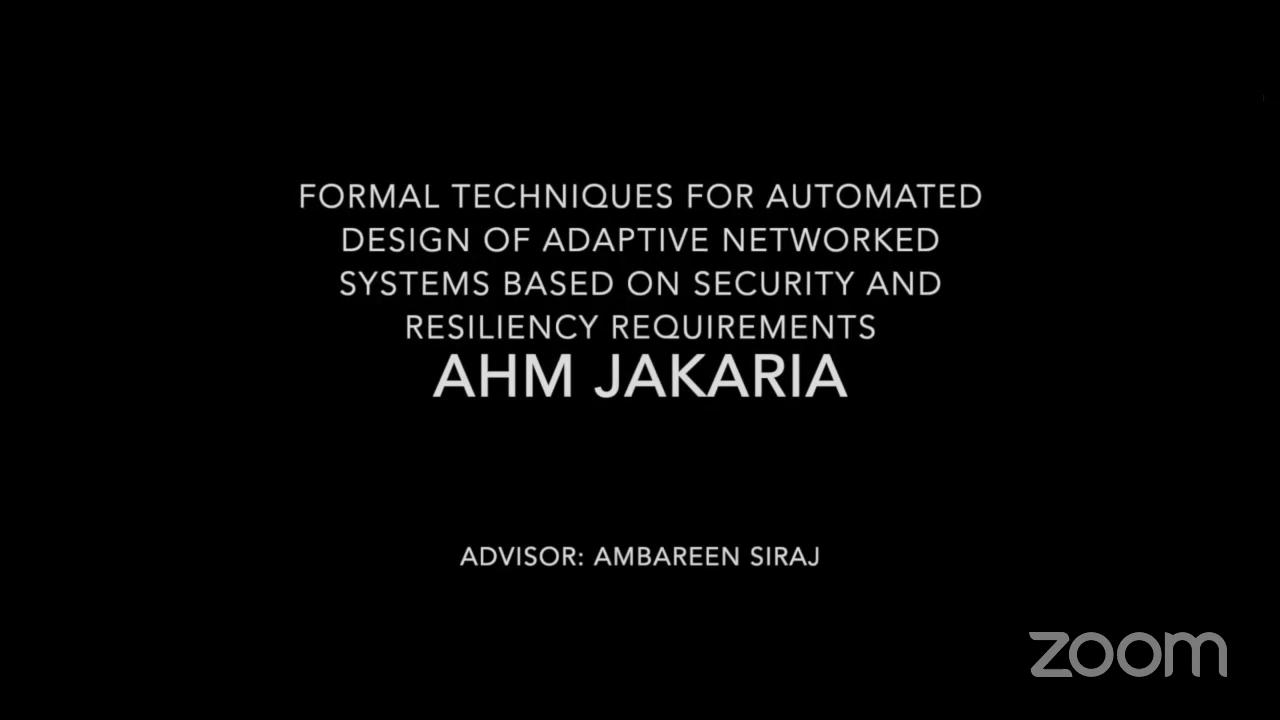 FORMAL TECHNIQUES FOR AUTOMATED
DESIGN OF ADAPTIVE NETWORKED
SYSTEMS BASED ON SECURITY AND
RESILIENCY REQUIREMENTS
AHM JAKARIA
ADVISOR: AMBAREEN SIRAJ
zoom